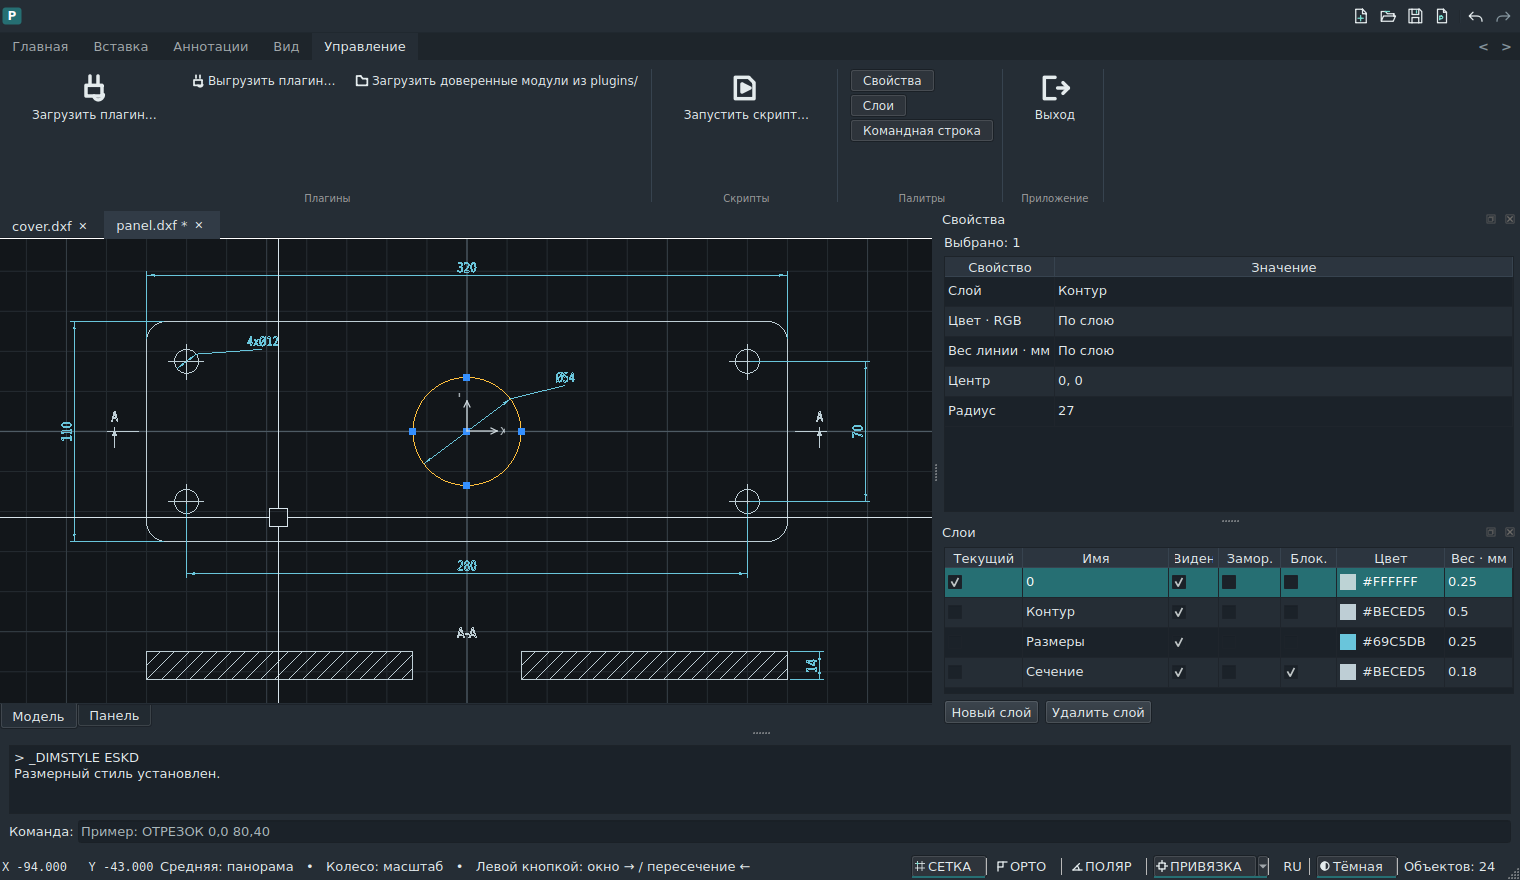 P
Главная Вставка Аннотации Вид Управление < >
Загрузить плагин...
Выгрузить плагин...
Загрузить доверенные модули из plugins/
Плагины
Запустить скрипт...
Скрипты
Свойства
Слои
Командная строка
Палитры
Выход
Приложение
cover.dxf × panel.dxf * ×
320
4xØ12
Ø54
110
A
A
70
X
280
A-A
14
Модель Панель
Свойства
Выбрано: 1
Свойство Значение
Слой Контур
Цвет · RGB По слою
Вес линии · мм По слою
Центр 0, 0
Радиус 27
Слои
Текущий Имя Виден Замор. Блок. Цвет Вес · мм
0 #FFFFFF 0.25
Контур #BECED5 0.5
Размеры #69C5DB 0.25
Сечение #BECED5 0.18
Новый слой Удалить слой
> _DIMSTYLE ESKD
Размерный стиль установлен.
Команда: Пример: ОТРЕЗОК 0,0 80,40
X -94.000 Y -43.000 Средняя: панорама • Колесо: масштаб • Левой кнопкой: окно → / пересечение ← СЕТКА ОРТО ПОЛЯР ПРИВЯЗКА RU Тёмная Объектов: 24